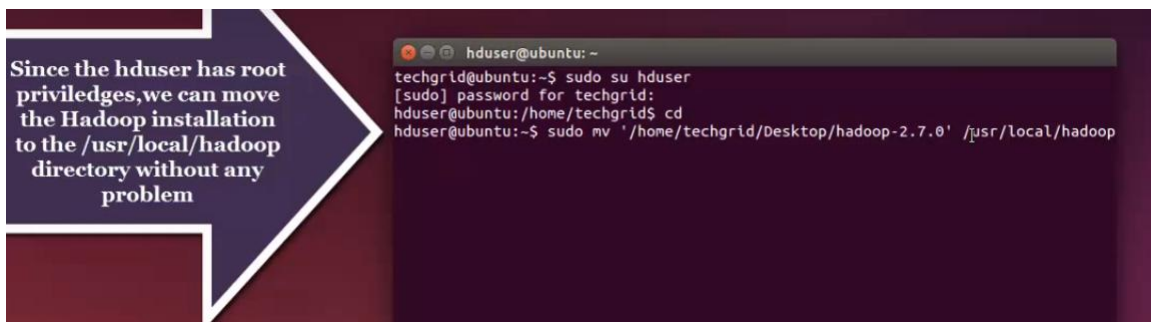 Since the hduser has root
priviledges,we can move
the Hadoop installation
to the /usr/local/hadoop
directory without any
problem
hduser@ubuntu: ~
techgrid@ubuntu:~$ sudo su hduser
[sudo] password for techgrid:
hduser@ubuntu:/home/techgrid$ cd
hduser@ubuntu:~$ sudo mv '/home/techgrid/Desktop/hadoop-2.7.0' /usr/local/hadoop